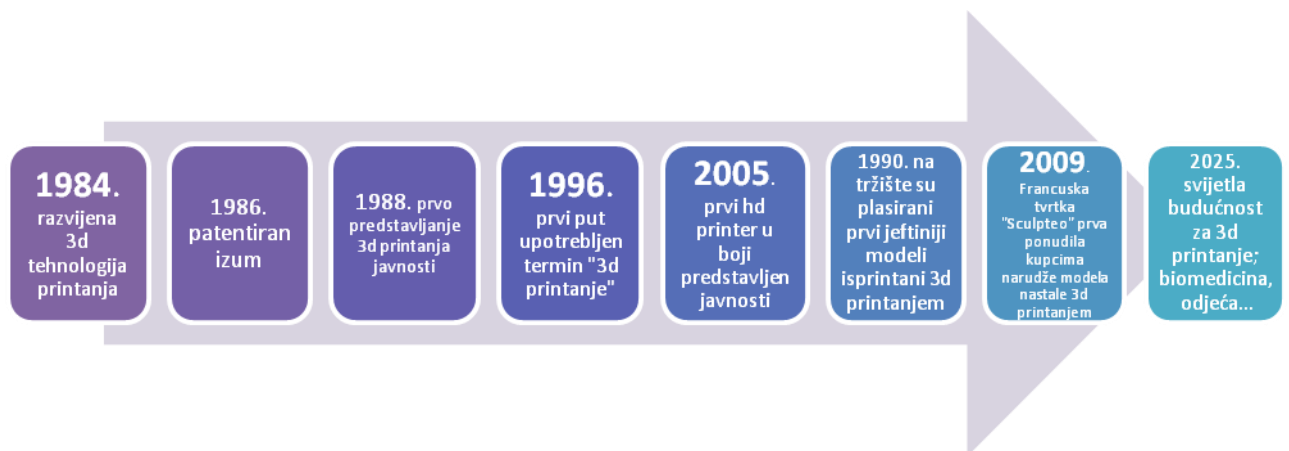 1984.
razvijena
3d
tehnologija
printanja
1986.
patentiran
izum
1988. prvo
predstavljanje
3d printanja
javnosti
1996.
prvi put
upotrebljen
termin "3d
printanje"
2005.
prvi hd
printer u
boji
predstavljen
javnosti
1990. na
tržište su
plasirani
prvi jeftiniji
modeli
isprintani 3d
printanjem
2009.
Francuska
tvrtka
"Sculpteo" prva
ponudila
kupcima
narudže modela
nastale 3d
printanjem
2025.
svijetla
budućnost
za 3d
printanje;
biomedicina,
odjeća...